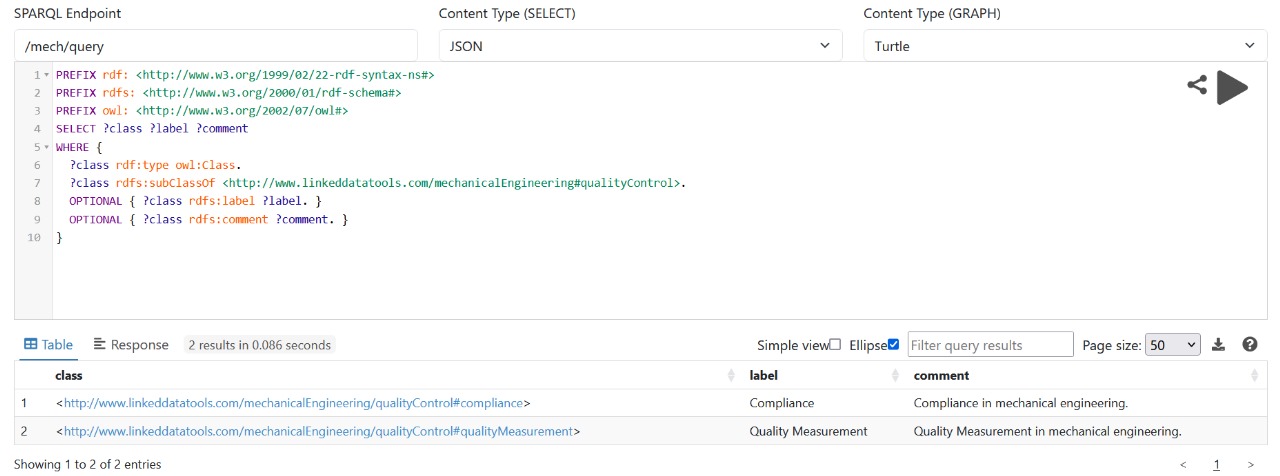 SPARQL Endpoint Content Type (SELECT) Content Type (GRAPH)
/mech/query JSON Turtle
1 PREFIX rdf: <http://www.w3.org/1999/02/22-rdf-syntax-ns#>
2 PREFIX rdfs: <http://www.w3.org/2000/01/rdf-schema#>
3 PREFIX owl: <http://www.w3.org/2002/07/owl#>
4 SELECT ?class ?label ?comment
5 WHERE {
6 ?class rdf:type owl:Class.
7 ?class rdfs:subClassOf <http://www.linkeddatatools.com/mechanicalEngineering#qualityControl>.
8 OPTIONAL { ?class rdfs:label ?label. }
9 OPTIONAL { ?class rdfs:comment ?comment. }
10 }
Table Response 2 results in 0.086 seconds Simple view Ellipse Filter query results Page size: 50
class label comment
1 <http://www.linkeddatatools.com/mechanicalEngineering/qualityControl#compliance> Compliance Compliance in mechanical engineering.
2 <http://www.linkeddatatools.com/mechanicalEngineering/qualityControl#qualityMeasurement> Quality Measurement Quality Measurement in mechanical engineering.
Showing 1 to 2 of 2 entries < 1 >